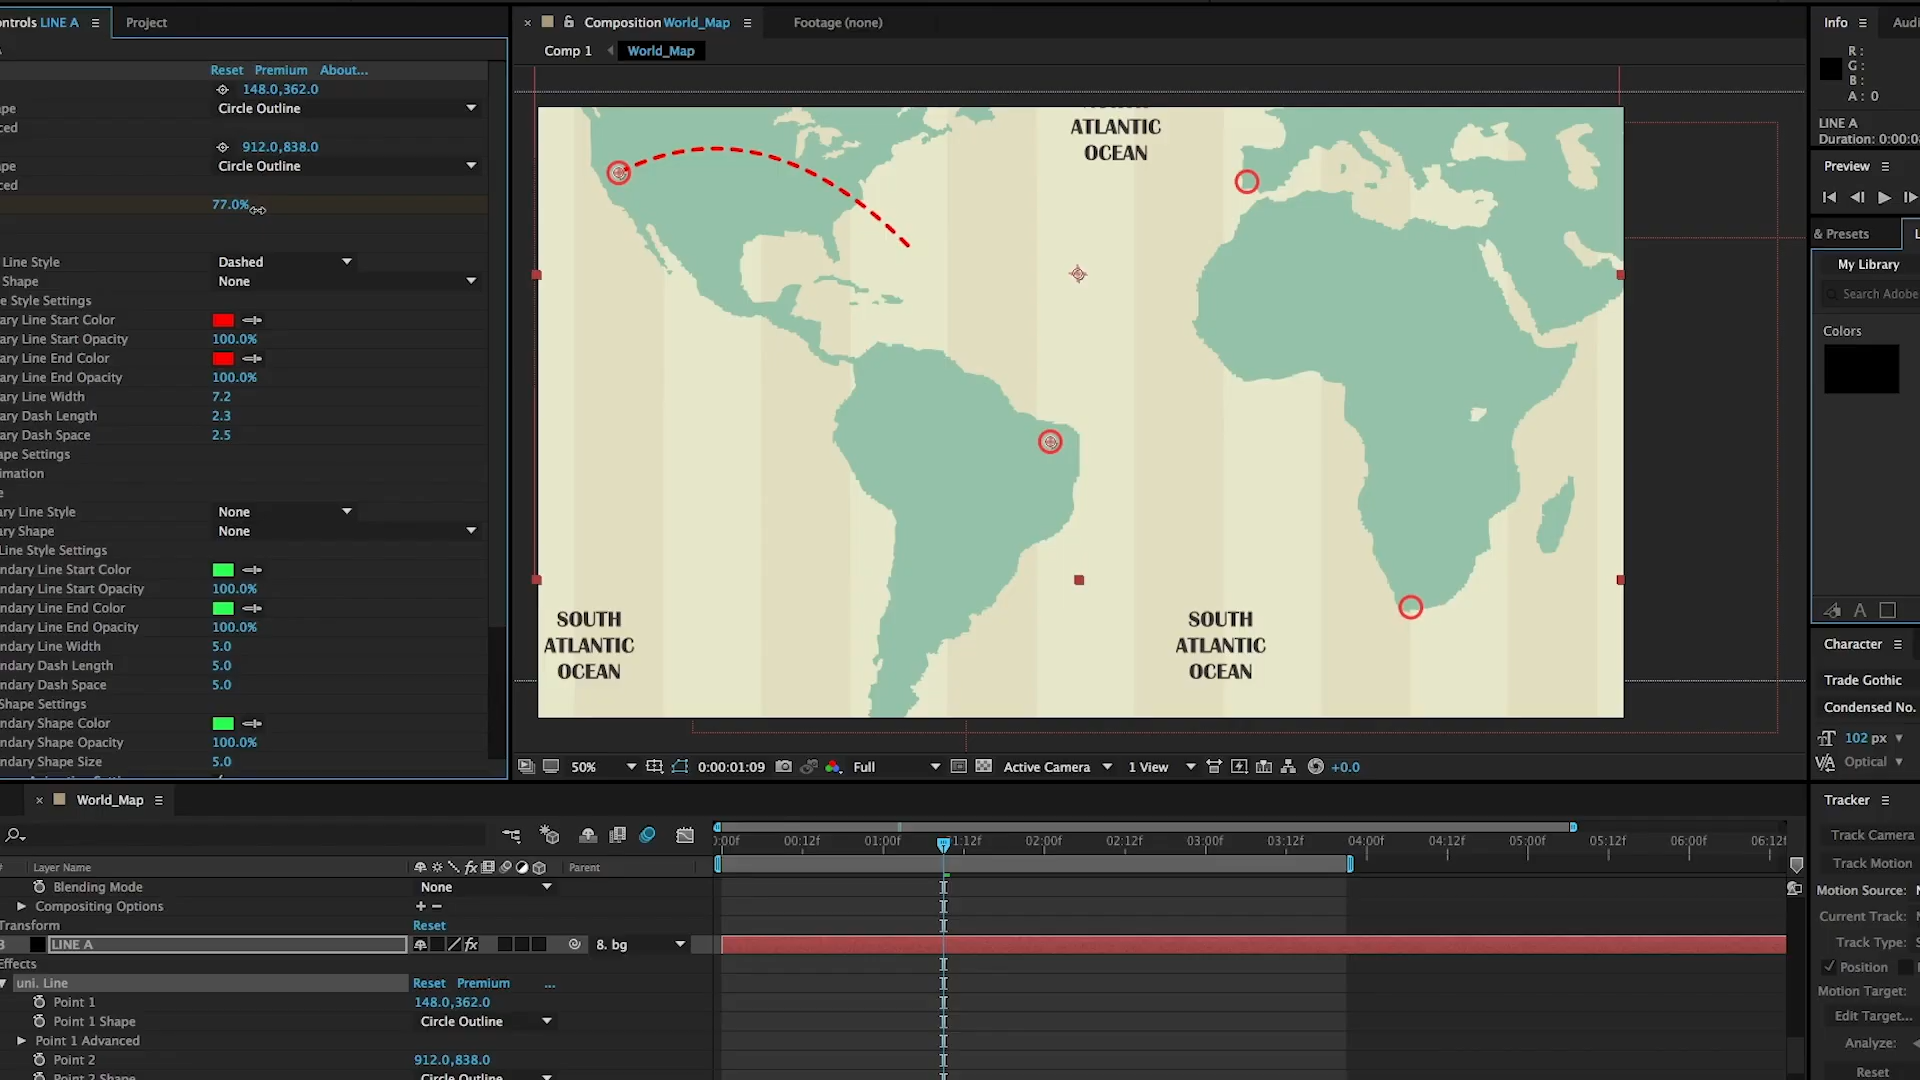 ontrols LINE A
Project
Composition World_Map
Footage (none)
Info
Audi
Comp 1
World_Map
R :
G :
B :
A : 0
Reset Premium About...
148.0,362.0
ape Circle Outline
ced
912.0,838.0
ape Circle Outline
ced
77.0%
Line Style Dashed
Shape None
e Style Settings
ary Line Start Color
ary Line Start Opacity 100.0%
ary Line End Color
ary Line End Opacity 100.0%
ary Line Width 7.2
ary Dash Length 2.3
ary Dash Space 2.5
ape Settings
imation
e
ary Line Style None
ary Shape None
Line Style Settings
ndary Line Start Color
ndary Line Start Opacity 100.0%
ndary Line End Color
ndary Line End Opacity 100.0%
ndary Line Width 5.0
ndary Dash Length 5.0
ndary Dash Space 5.0
Shape Settings
ndary Shape Color
ndary Shape Opacity 100.0%
ndary Shape Size 5.0
ATLANTIC
OCEAN
SOUTH
ATLANTIC
OCEAN
SOUTH
ATLANTIC
OCEAN
50%
0:00:01:09
Full
Active Camera
1 View
+0.0
LINE A
Duration: 0:00:0
Preview
& Presets
L
My Library
Search Adobe
Colors
Character
Trade Gothic
Condensed No.
102 px
Optical
World_Map
:00f 00:12f 01:00f 01:12f 02:00f 02:12f 03:00f 03:12f 04:00f 04:12f 05:00f 05:12f 06:00f 06:12f
Layer Name
fx
Parent
Blending Mode None
Compositing Options + −
Transform Reset
3 LINE A fx 8. bg
Effects
uni. Line Reset Premium ...
Point 1 148.0,362.0
Point 1 Shape Circle Outline
Point 1 Advanced
Point 2 912.0,838.0
Point 2 Shape Circle Outline
Tracker
Track Camera
Track Motion
Motion Source: N
Current Track:
Track Type: S
Position
Motion Target:
Edit Target...
Analyze:
Reset